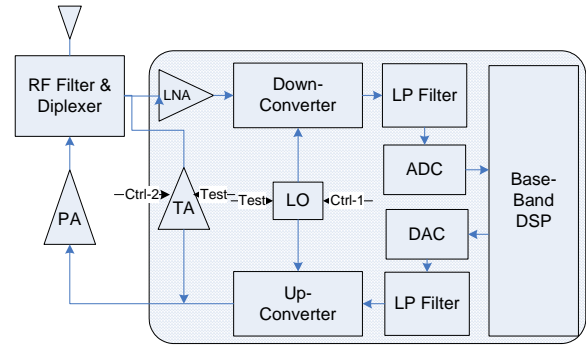 RF Filter &
Diplexer
LNA
Down-
Converter
LP Filter
ADC
Base-
Band
DSP
Ctrl-2
Test
TA
Test
LO
Ctrl-1
PA
DAC
Up-
Converter
LP Filter